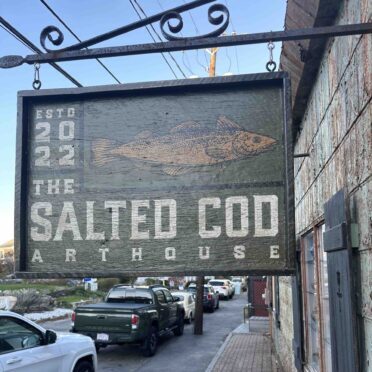 ESTD
20
22
THE
SALTED COD
ARTHOUSE